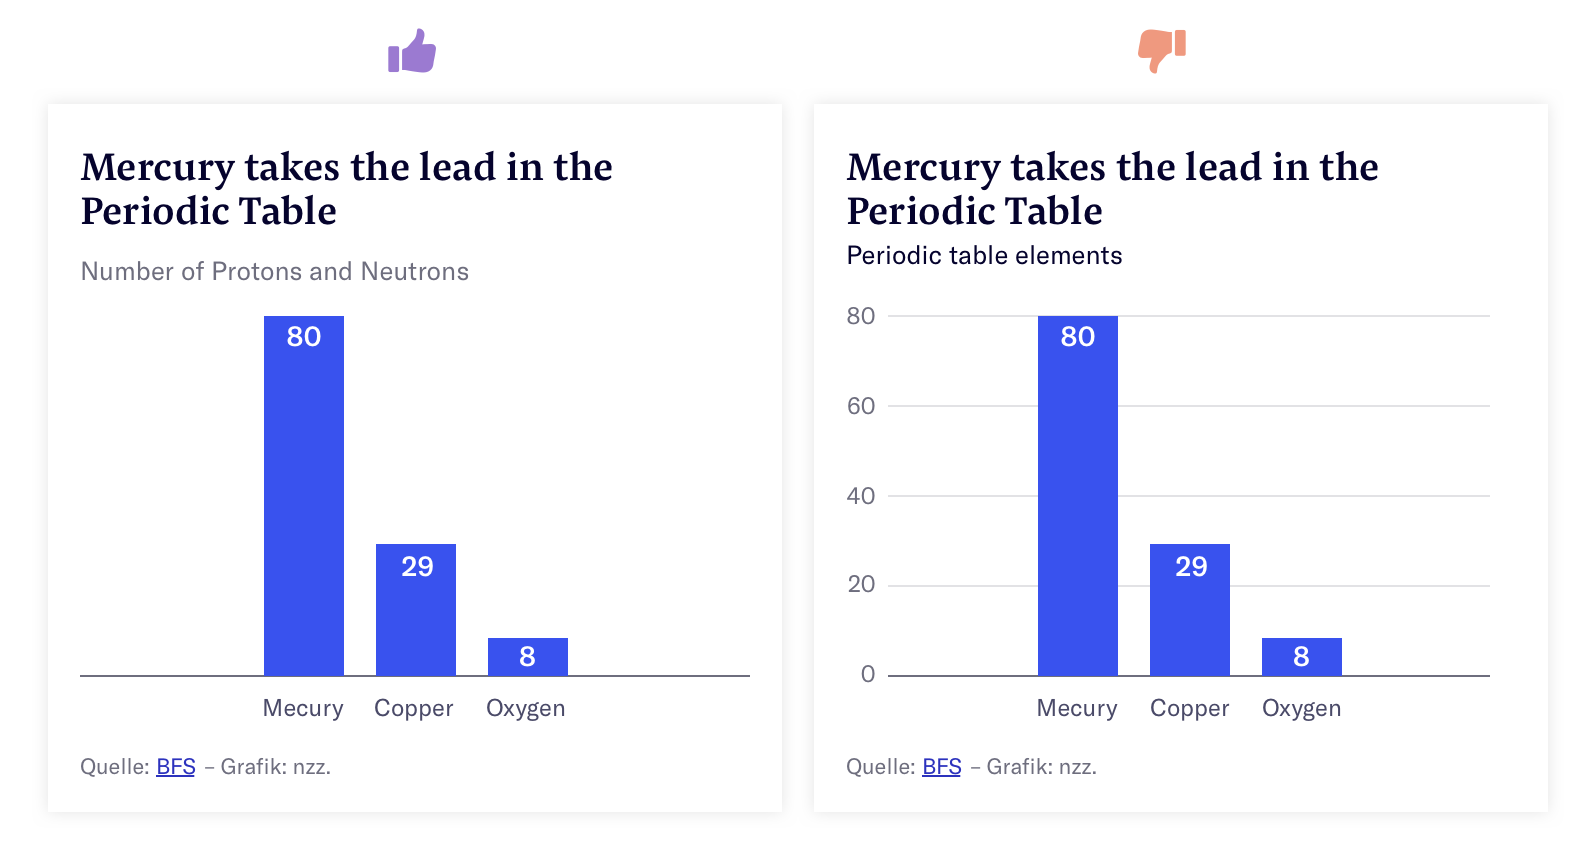 Mercury takes the lead in the
Periodic Table
Number of Protons and Neutrons
80
29
8
Mecury Copper Oxygen
Quelle: BFS – Grafik: nzz.
Mercury takes the lead in the
Periodic Table
Periodic table elements
80
60
40
20
0
80
29
8
Mecury Copper Oxygen
Quelle: BFS – Grafik: nzz.